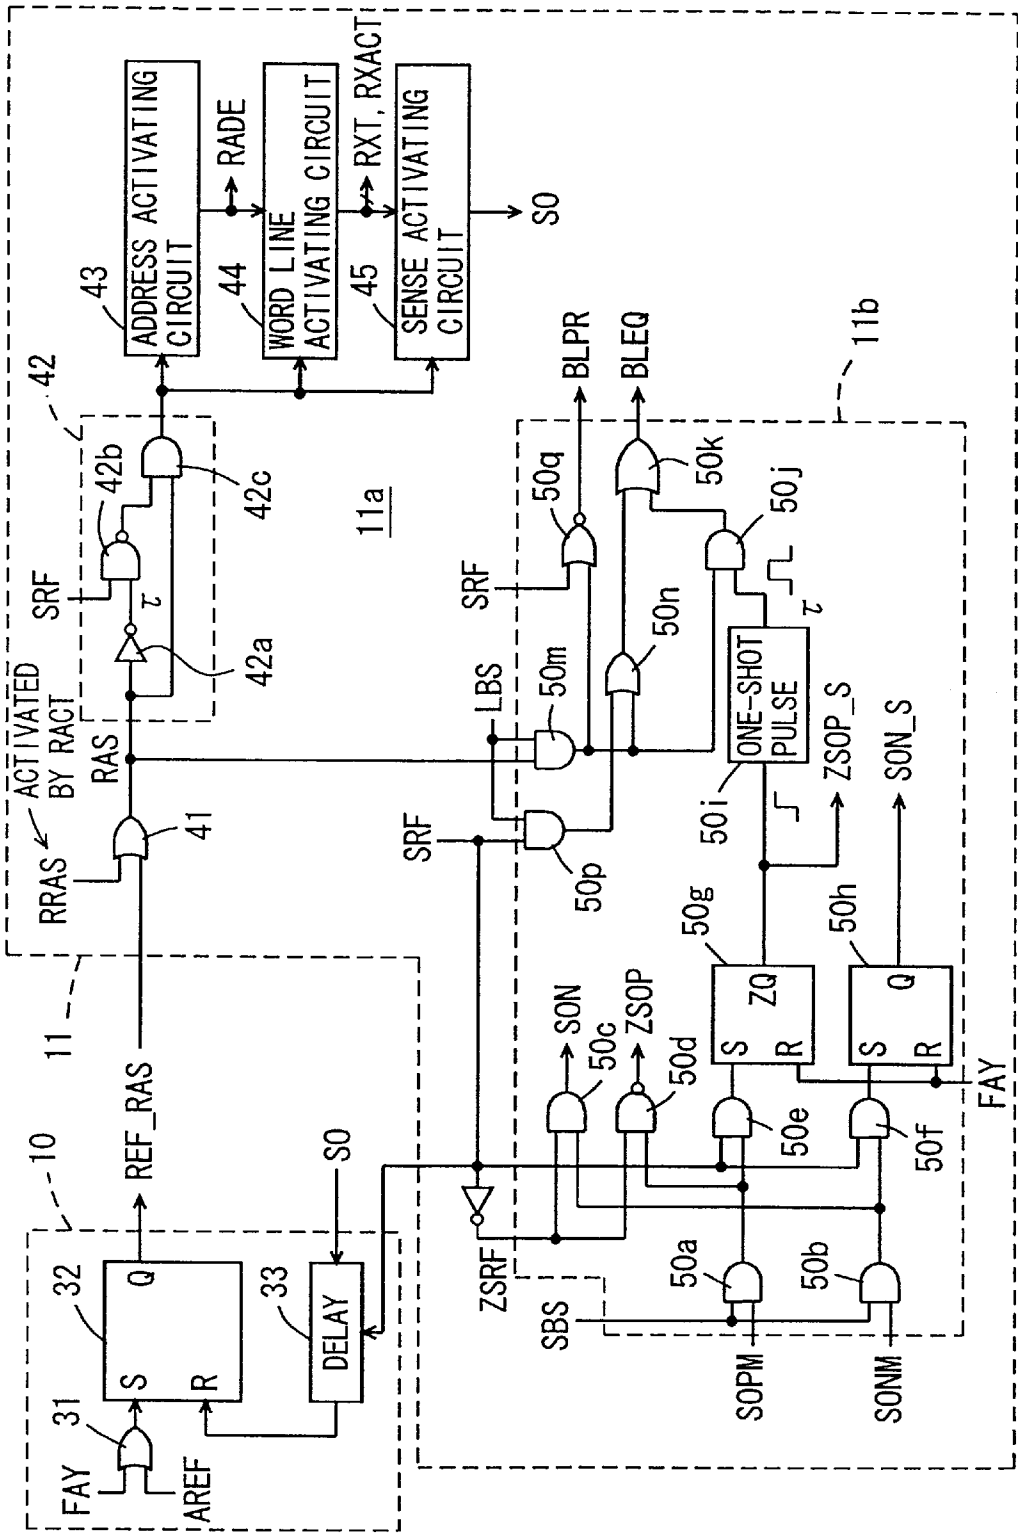 10
FAY
31
AREF
S
R
32
Q
33
DELAY
REF_RAS
SO
11
RRAS
ACTIVATED
BY RACT
41
RAS
42
SRF
42a
τ
42b
42c
43
ADDRESS ACTIVATING
CIRCUIT
RADE
44
WORD LINE
ACTIVATING CIRCUIT
RXT, RXACT
45
SENSE ACTIVATING
CIRCUIT
SO
11a
SRF
LBS
SRF
50q
BLPR
50m
50p
50n
BLEQ
50k
50j
11b
ZSRF
SON
50c
ZSOP
50d
SBS
SOPM
SONM
50a
50b
50e
50f
50g
S
R
ZQ
50h
S
R
Q
FAY
50i
ONE-SHOT
PULSE
τ
ZSOP_S
SON_S